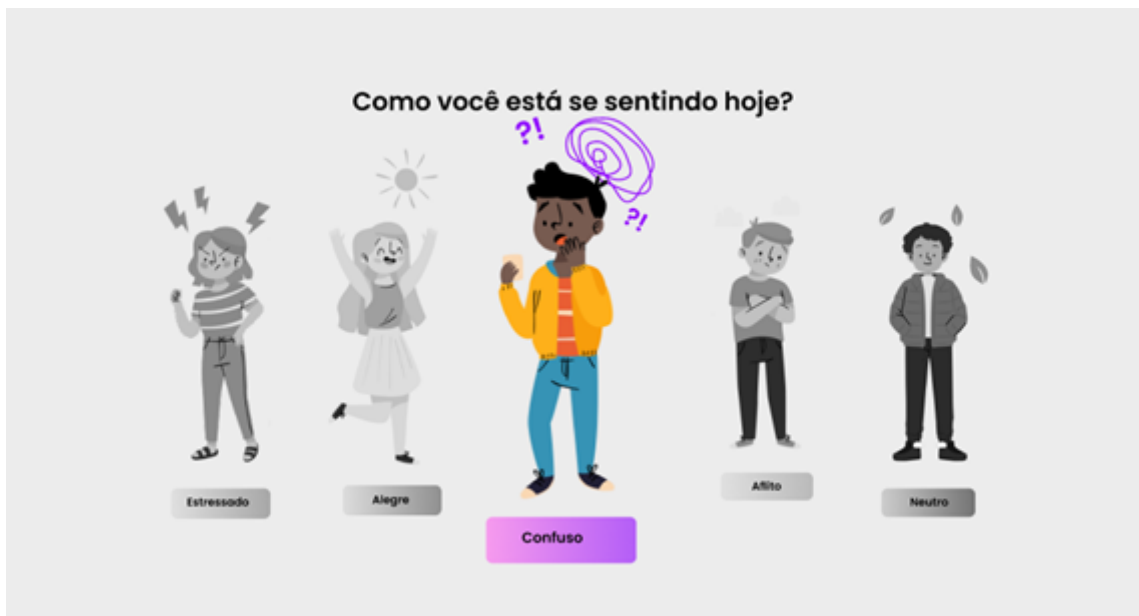 Como você está se sentindo hoje?
?!
?!
Estressado
Alegre
Confuso
Aflito
Neutro